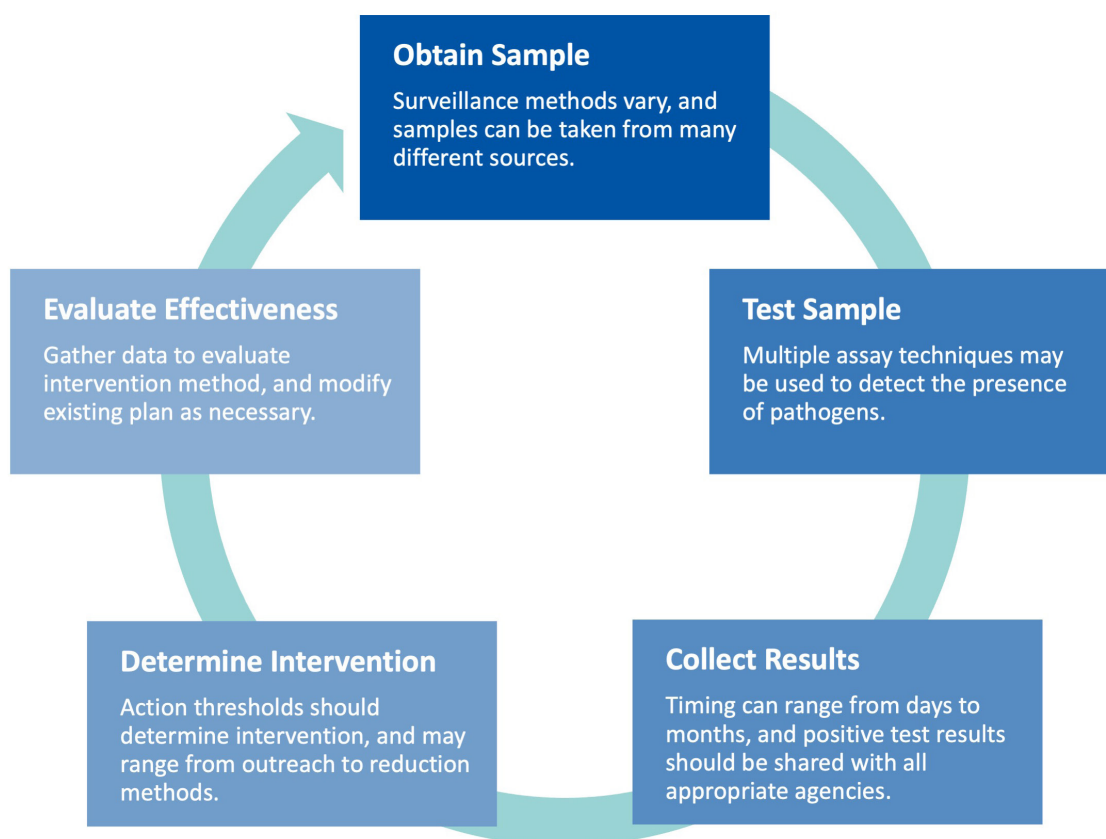 Obtain Sample
Surveillance methods vary, and
samples can be taken from many
different sources.
Test Sample
Multiple assay techniques may
be used to detect the presence
of pathogens.
Collect Results
Timing can range from days to
months, and positive test results
should be shared with all
appropriate agencies.
Determine Intervention
Action thresholds should
determine intervention, and may
range from outreach to reduction
methods.
Evaluate Effectiveness
Gather data to evaluate
intervention method, and modify
existing plan as necessary.